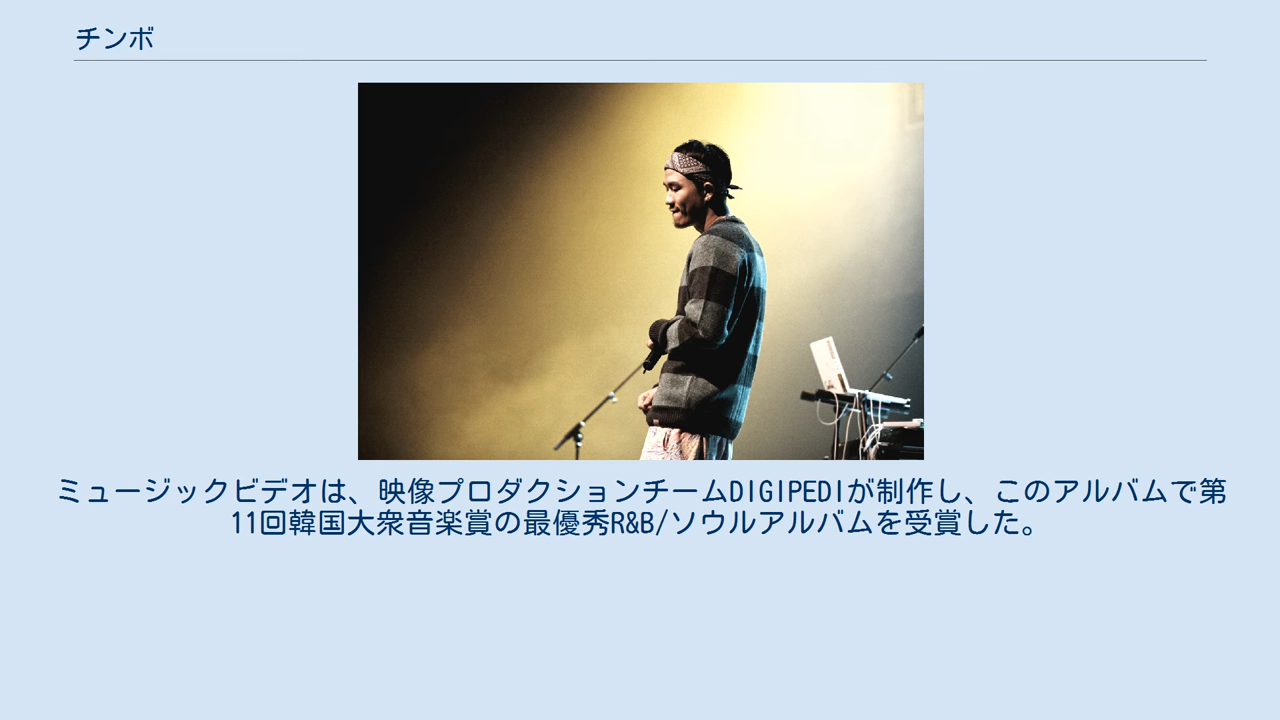 チンボ
ミュージックビデオは、映像プロダクションチームDIGIPEDIが制作し、このアルバムで第
11回韓国大衆音楽賞の最優秀R&B/ソウルアルバムを受賞した。